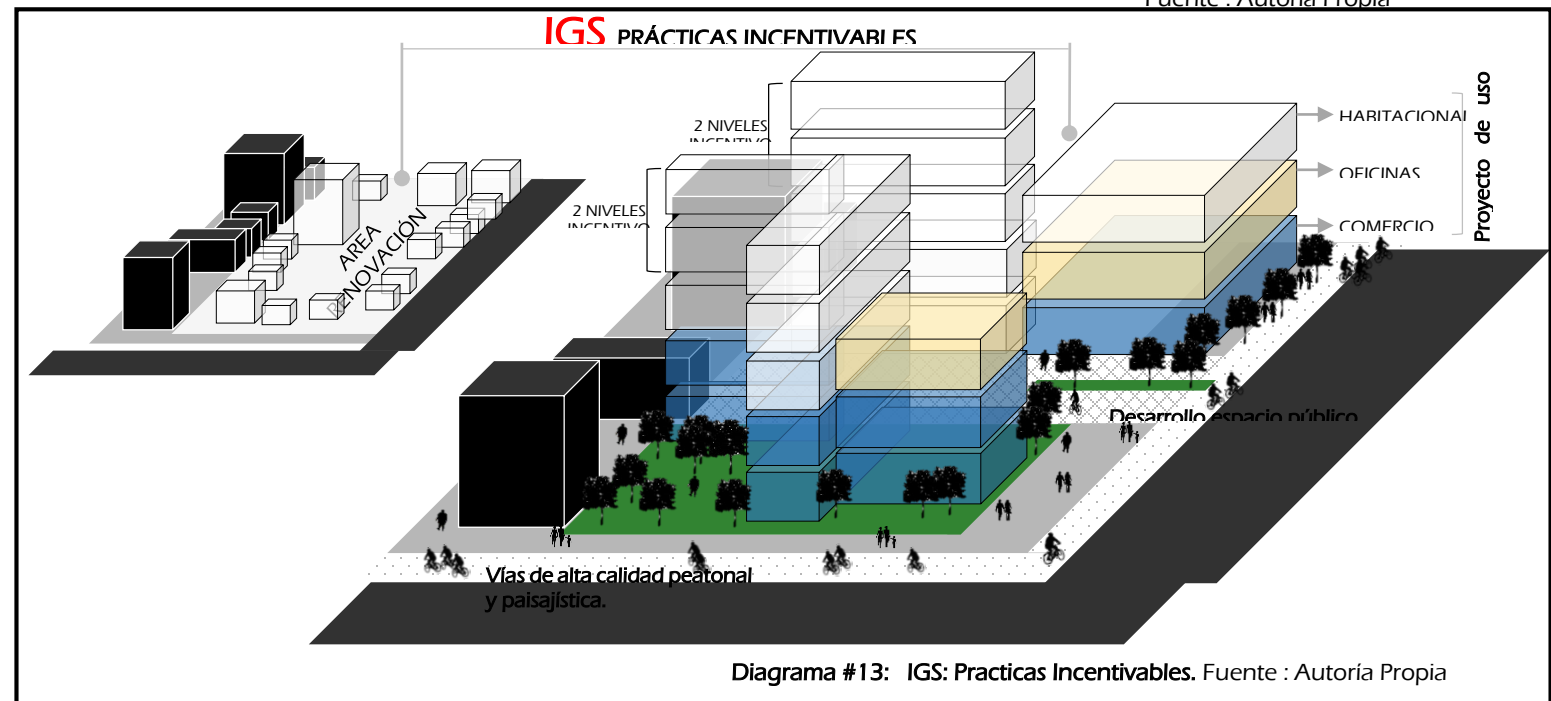 Fuente : Autoría Propia
IGS PRÁCTICAS INCENTIVABLES
2 NIVELES
INCENTIVO
2 NIVELES
INCENTIVO
AREA
RENOVACIÓN
HABITACIONAL
OFICINAS
COMERCIO
Proyecto de uso
Desarrollo espacio público
Vías de alta calidad peatonal
y paisajística.
Diagrama #13: IGS: Practicas Incentivables. Fuente : Autoría Propia